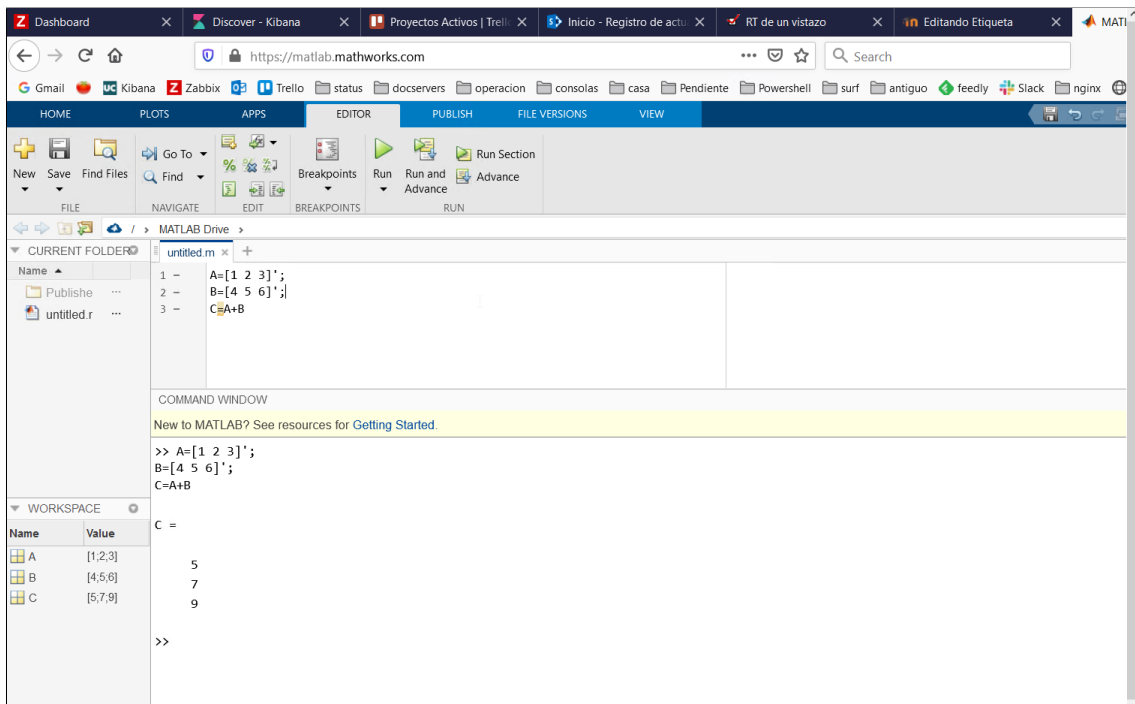 Dashboard Discover - Kibana Proyectos Activos | Trell Inicio - Registro de actu RT de un vistazo Editando Etiqueta MATL
https://matlab.mathworks.com Search
Gmail Kibana Zabbix Trello status docservers operacion consolas casa Pendiente Powershell surf antiguo feedly Slack nginx
HOME PLOTS APPS EDITOR PUBLISH FILE VERSIONS VIEW
New Save Find Files Go To Find Breakpoints Run Run and Advance Run Section Advance
FILE NAVIGATE EDIT BREAKPOINTS RUN
/ > MATLAB Drive >
CURRENT FOLDER untitled.m × +
Name
Publishe ...
untitled.r ...
1 - A=[1 2 3]';
2 - B=[4 5 6]';
3 - C=A+B
COMMAND WINDOW
New to MATLAB? See resources for Getting Started.
>> A=[1 2 3]';
B=[4 5 6]';
C=A+B
C =
5
7
9
>>
WORKSPACE
Name Value
A [1;2;3]
B [4;5;6]
C [5;7;9]